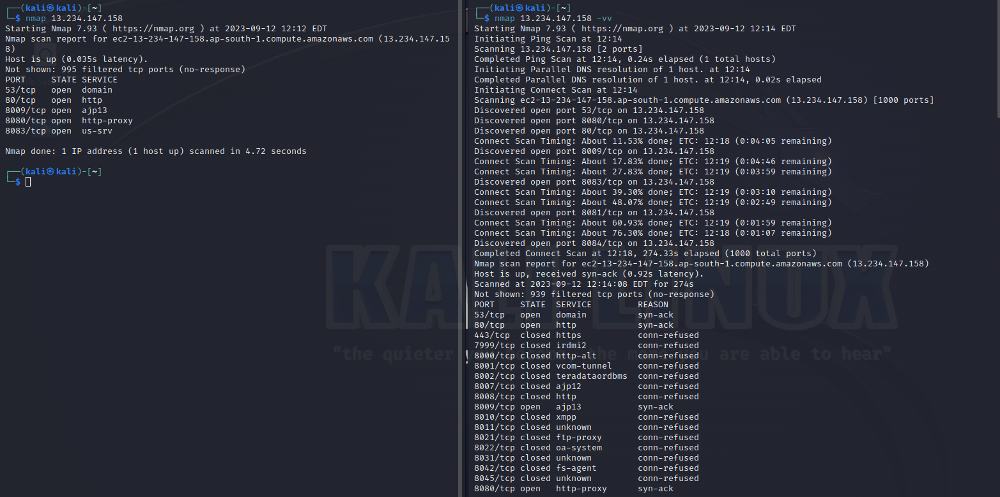 ┌──(kali㉿kali)-[~]
└─$ nmap 13.234.147.158
Starting Nmap 7.93 ( https://nmap.org ) at 2023-09-12 12:12 EDT
Nmap scan report for ec2-13-234-147-158.ap-south-1.compute.amazonaws.com (13.234.147.15
8)
Host is up (0.035s latency).
Not shown: 995 filtered tcp ports (no-response)
PORT     STATE SERVICE
53/tcp   open  domain
80/tcp   open  http
8009/tcp open  ajp13
8080/tcp open  http-proxy
8083/tcp open  us-srv
Nmap done: 1 IP address (1 host up) scanned in 4.72 seconds
┌──(kali㉿kali)-[~]
└─$
┌──(kali㉿kali)-[~]
└─$ nmap 13.234.147.158 -vv
Starting Nmap 7.93 ( https://nmap.org ) at 2023-09-12 12:14 EDT
Initiating Ping Scan at 12:14
Scanning 13.234.147.158 [2 ports]
Completed Ping Scan at 12:14, 0.24s elapsed (1 total hosts)
Initiating Parallel DNS resolution of 1 host. at 12:14
Completed Parallel DNS resolution of 1 host. at 12:14, 0.02s elapsed
Initiating Connect Scan at 12:14
Scanning ec2-13-234-147-158.ap-south-1.compute.amazonaws.com (13.234.147.158) [1000 ports]
Discovered open port 53/tcp on 13.234.147.158
Discovered open port 8080/tcp on 13.234.147.158
Discovered open port 80/tcp on 13.234.147.158
Connect Scan Timing: About 11.53% done; ETC: 12:18 (0:04:05 remaining)
Discovered open port 8009/tcp on 13.234.147.158
Connect Scan Timing: About 17.83% done; ETC: 12:19 (0:04:46 remaining)
Connect Scan Timing: About 27.83% done; ETC: 12:19 (0:03:59 remaining)
Discovered open port 8083/tcp on 13.234.147.158
Connect Scan Timing: About 39.30% done; ETC: 12:19 (0:03:10 remaining)
Connect Scan Timing: About 48.07% done; ETC: 12:19 (0:02:49 remaining)
Discovered open port 8081/tcp on 13.234.147.158
Connect Scan Timing: About 60.93% done; ETC: 12:19 (0:01:59 remaining)
Connect Scan Timing: About 76.30% done; ETC: 12:18 (0:01:07 remaining)
Discovered open port 8084/tcp on 13.234.147.158
Completed Connect Scan at 12:18, 274.33s elapsed (1000 total ports)
Nmap scan report for ec2-13-234-147-158.ap-south-1.compute.amazonaws.com (13.234.147.158)
Host is up, received syn-ack (0.92s latency).
Scanned at 2023-09-12 12:14:08 EDT for 274s
Not shown: 939 filtered tcp ports (no-response)
PORT     STATE  SERVICE       REASON
53/tcp   open   domain        syn-ack
80/tcp   open   http          syn-ack
443/tcp  closed https         conn-refused
7999/tcp closed irdmi2        conn-refused
8000/tcp closed http-alt      conn-refused
8001/tcp closed vcom-tunnel   conn-refused
8002/tcp closed teradataordbms  conn-refused
8007/tcp closed ajp12         conn-refused
8008/tcp closed http          conn-refused
8009/tcp open   ajp13         syn-ack
8010/tcp closed xmpp          conn-refused
8011/tcp closed unknown       conn-refused
8021/tcp closed ftp-proxy     conn-refused
8022/tcp closed oa-system     conn-refused
8031/tcp closed unknown       conn-refused
8042/tcp closed fs-agent      conn-refused
8045/tcp closed unknown       conn-refused
8080/tcp open   http-proxy    syn-ack
KALI LINUX
"the quieter you become, the more you are able to hear"